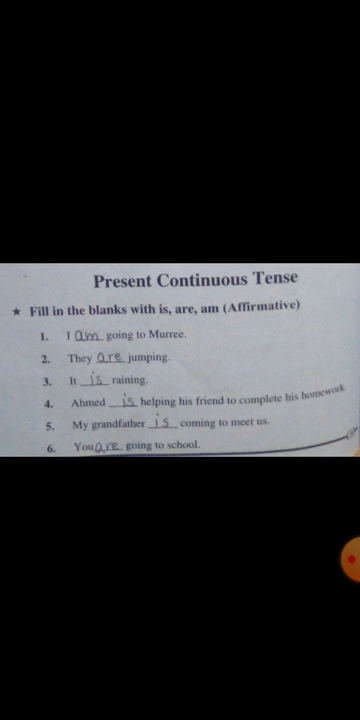 Present Continuous Tense
★ Fill in the blanks with is, are, am (Affirmative)
1. I am going to Murree.
2. They are jumping.
3. It is raining.
4. Ahmed is helping his friend to complete his homework.
5. My grandfather is coming to meet us.
6. You are going to school.